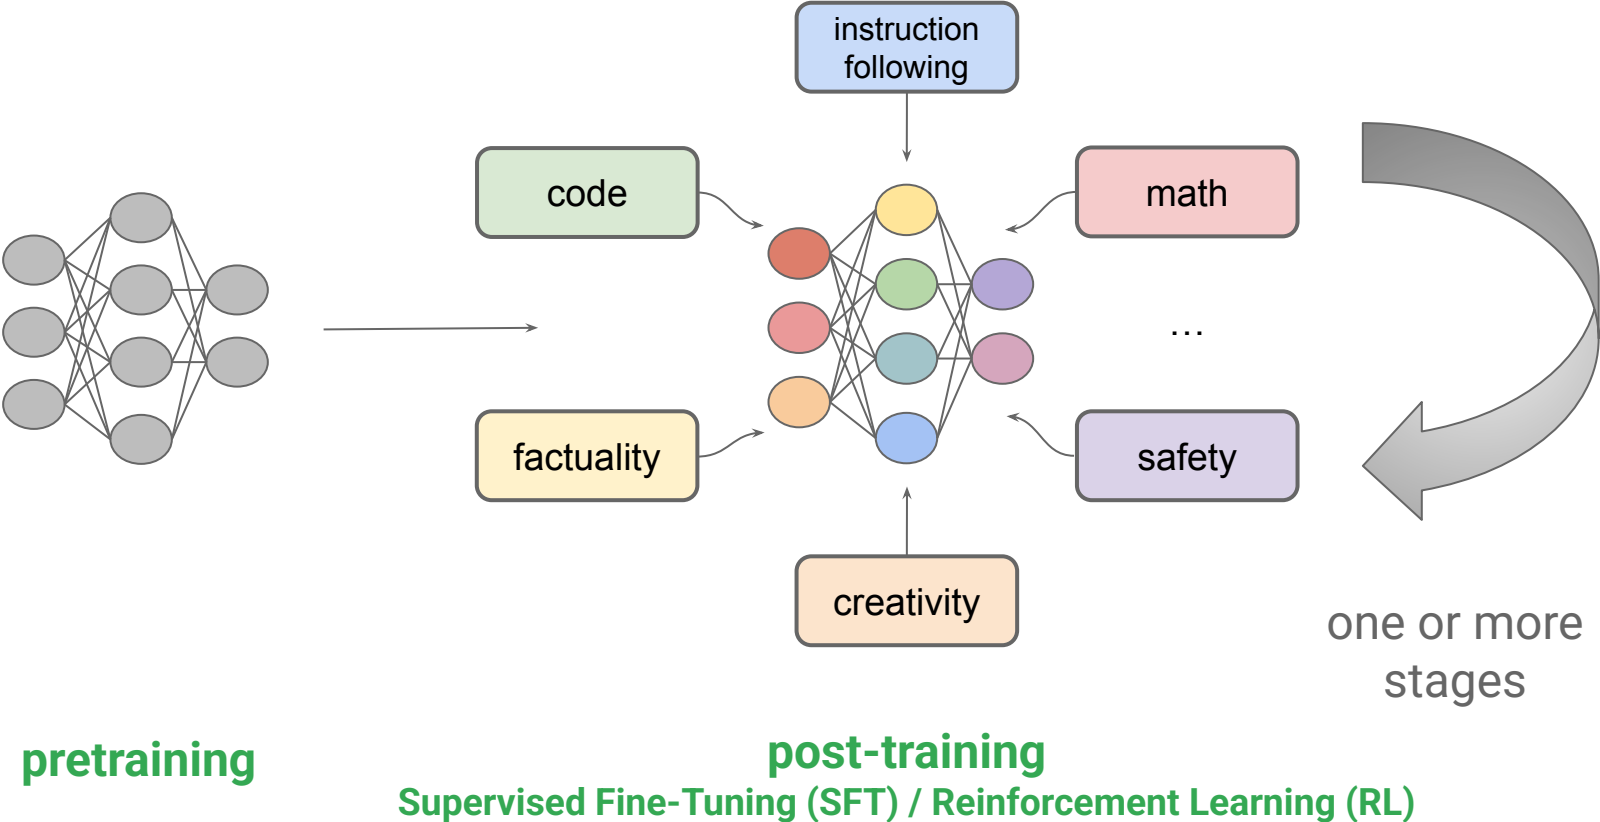 instruction
following
code
math
...
factuality
safety
creativity
one or more
stages
pretraining
post-training
Supervised Fine-Tuning (SFT) / Reinforcement Learning (RL)